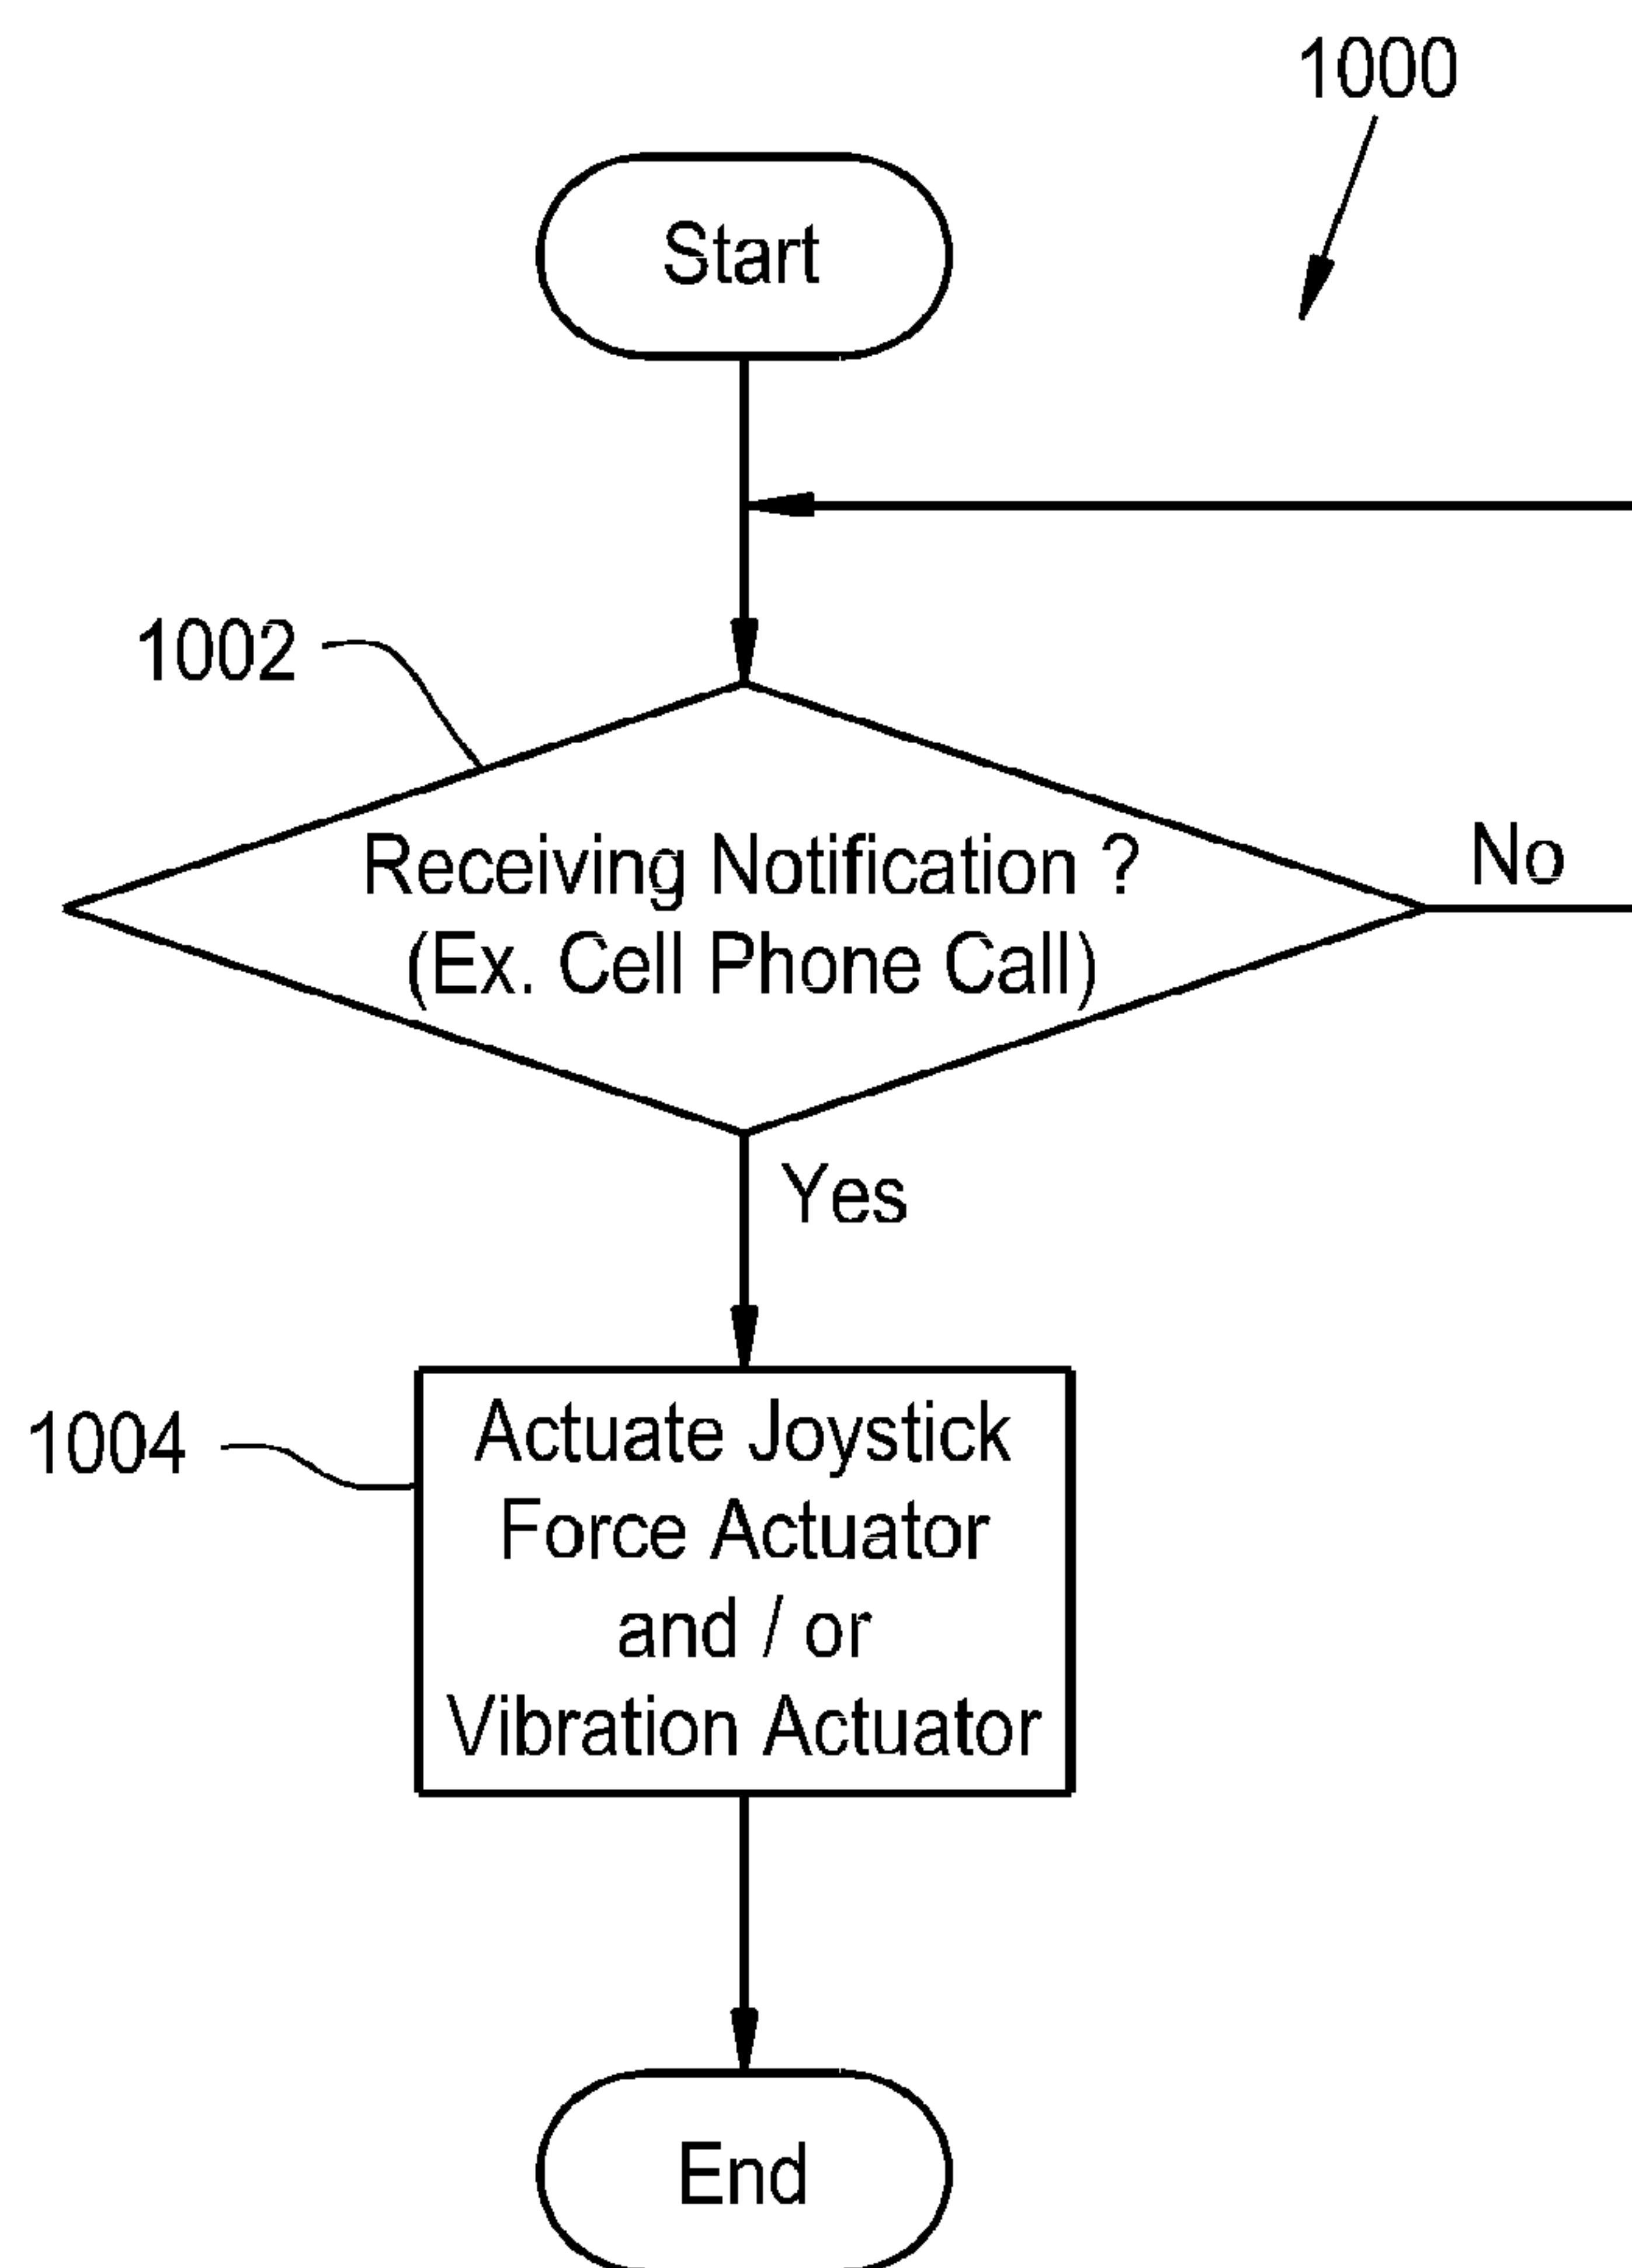 1000
Start
1002
Receiving Notification ?
(Ex. Cell Phone Call)
No
Yes
1004
Actuate Joystick
Force Actuator
and / or
Vibration Actuator
End